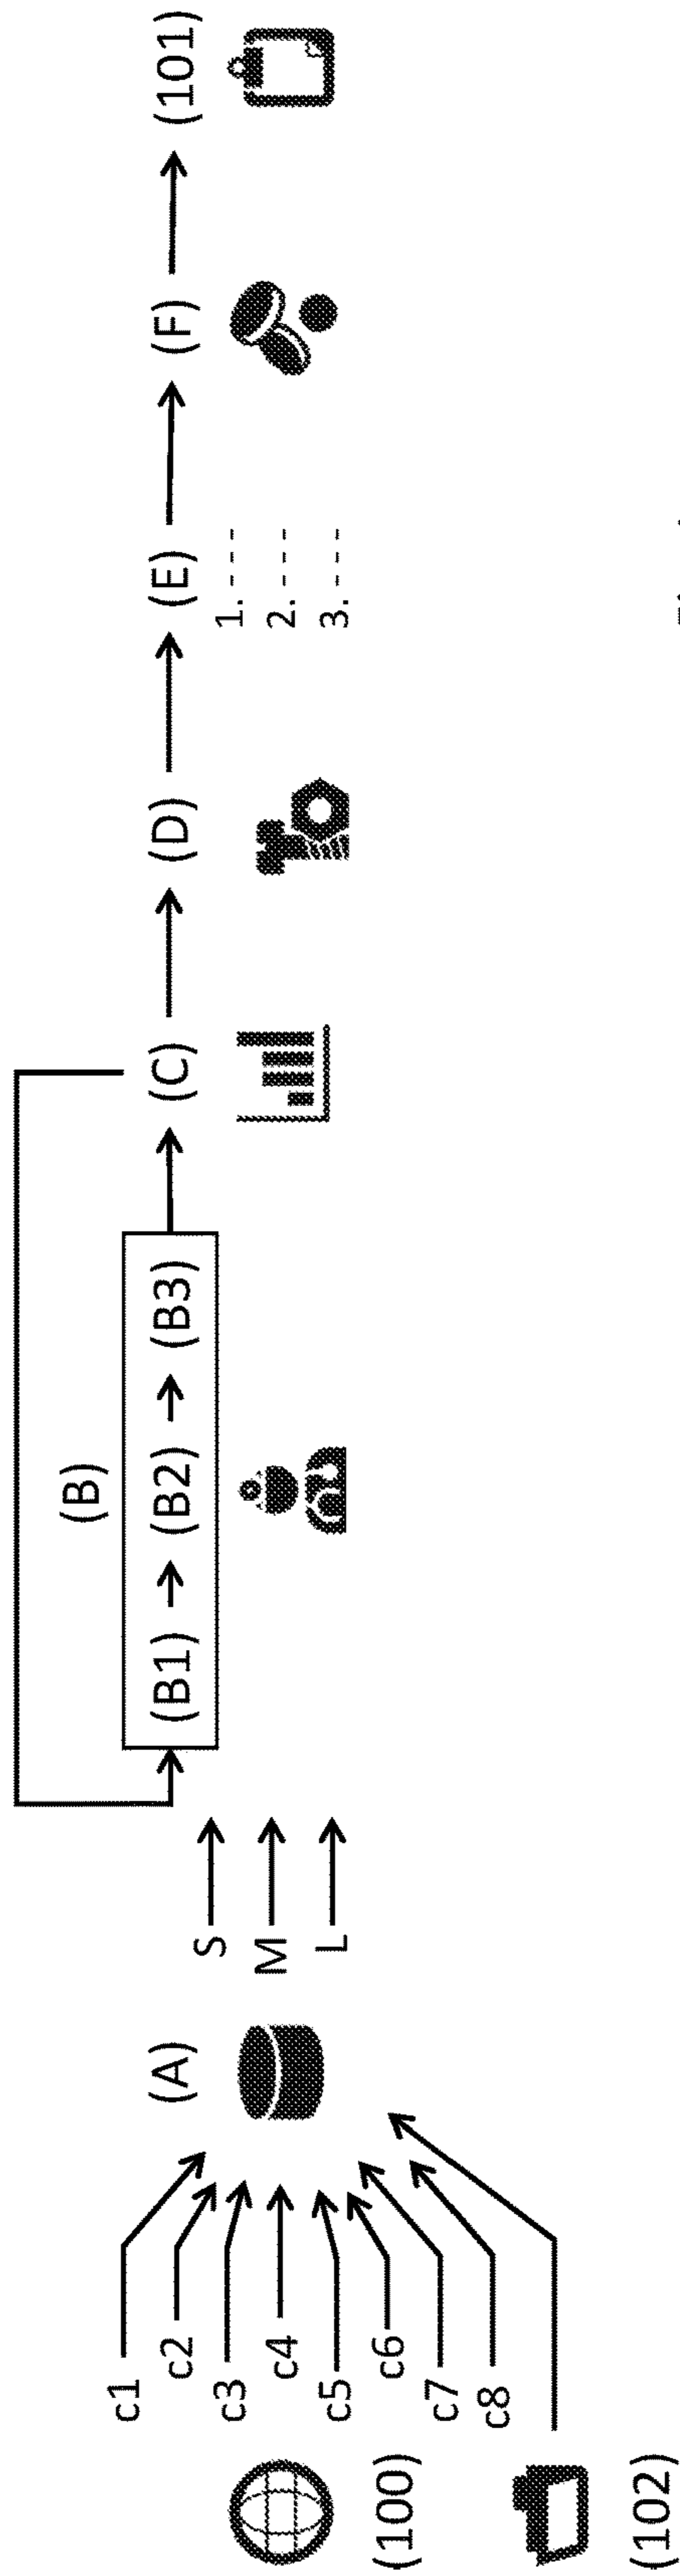 (B)
(A) (B1) (B2) (B3) (C) (D) (E) (F) (101)
c1
c2
c3
c4
c5
c6
c7
c8
S
M
L
1. - - -
2. - - -
3. - - -
(100)
(102)